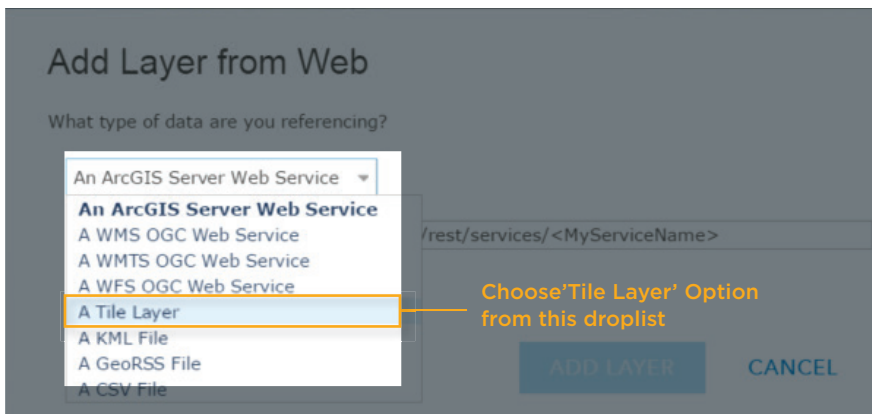 Add Layer from Web
What type of data are you referencing?
An ArcGIS Server Web Service
An ArcGIS Server Web Service
A WMS OGC Web Service
/rest/services/<MyServiceName>
A WMTS OGC Web Service
A WFS OGC Web Service
A Tile Layer
Choose'Tile Layer' Option
from this droplist
A KML File
A GeoRSS File
A CSV File
ADD LAYER
CANCEL